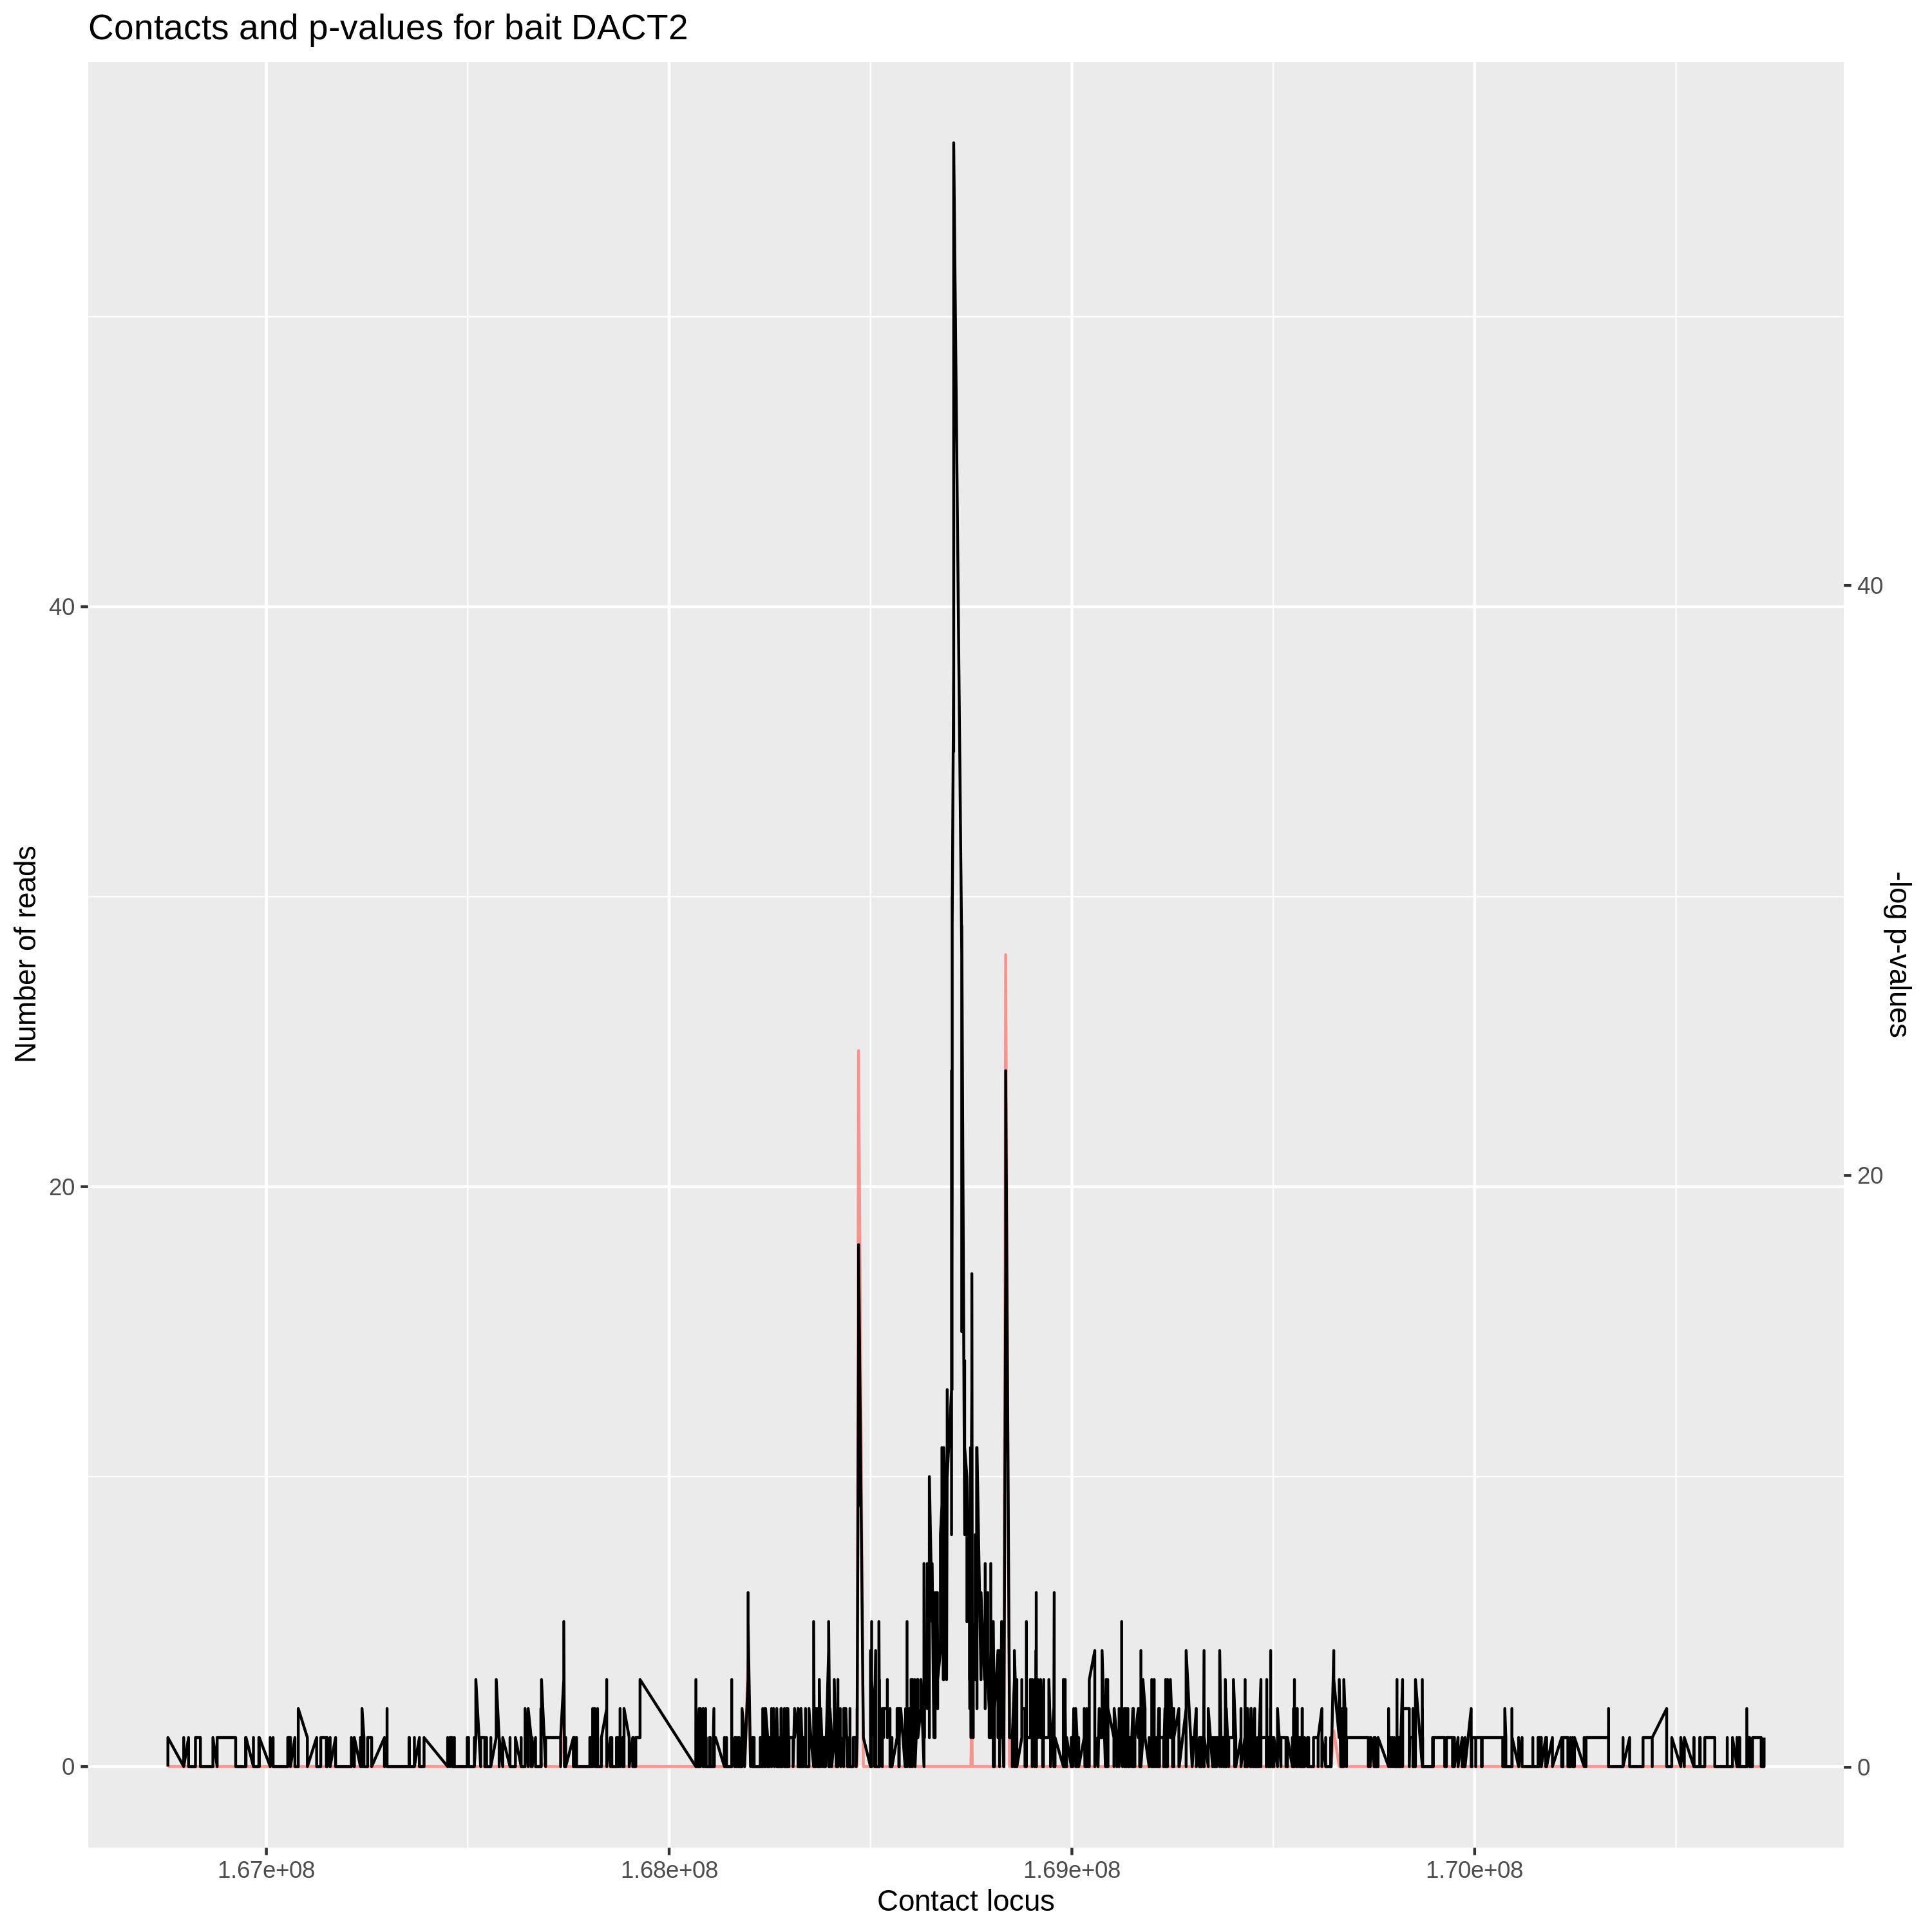 Contacts and p-values for bait DACT2
Number of reads
40
20
0
40
20
0
-log p-values
1.67e+08
1.68e+08
1.69e+08
1.70e+08
Contact locus